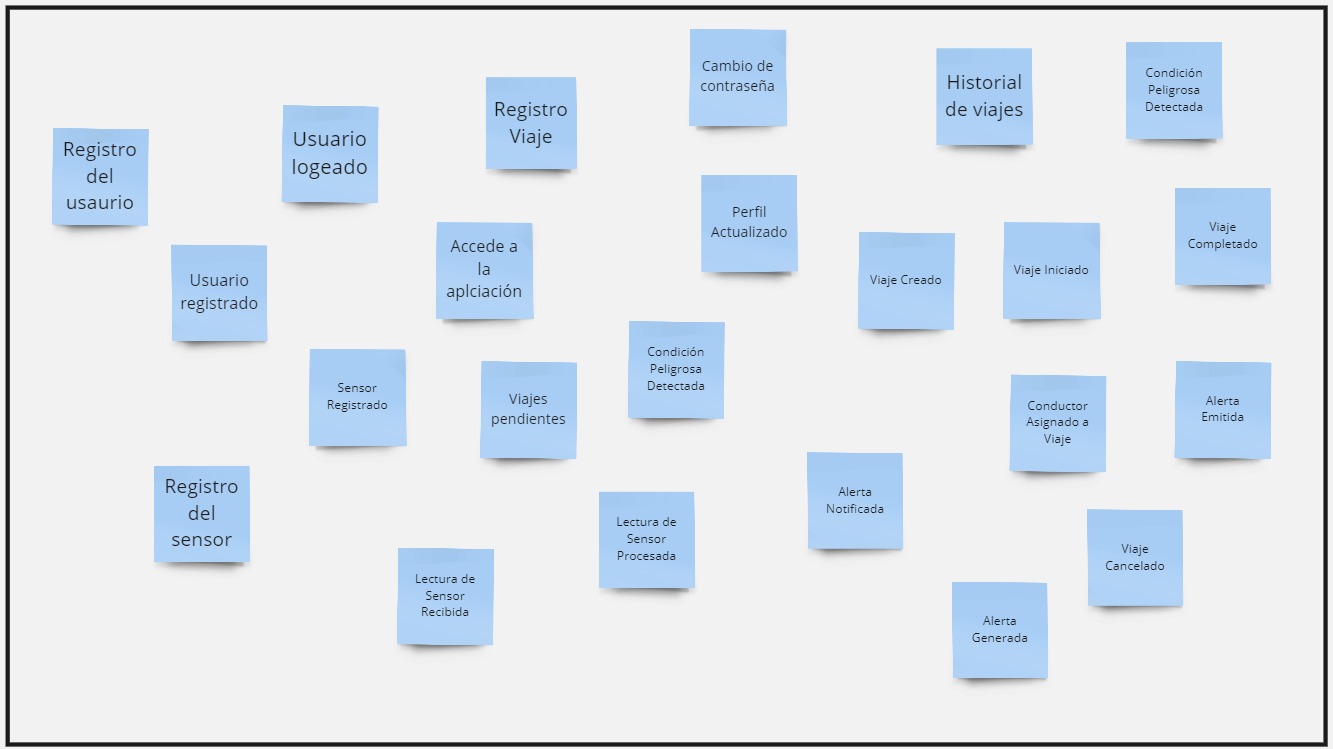 Registro
del
usaurio
Usuario
logeado
Registro
Viaje
Cambio de
contraseña
Historial
de viajes
Condición
Peligrosa
Detectada
Usuario
registrado
Accede a
la
aplciación
Perfil
Actualizado
Viaje Creado
Viaje Iniciado
Viaje
Completado
Sensor
Registrado
Viajes
pendientes
Condición
Peligrosa
Detectada
Conductor
Asignado a
Viaje
Alerta
Emitida
Registro
del
sensor
Lectura de
Sensor
Recibida
Lectura de
Sensor
Procesada
Alerta
Notificada
Viaje
Cancelado
Alerta
Generada